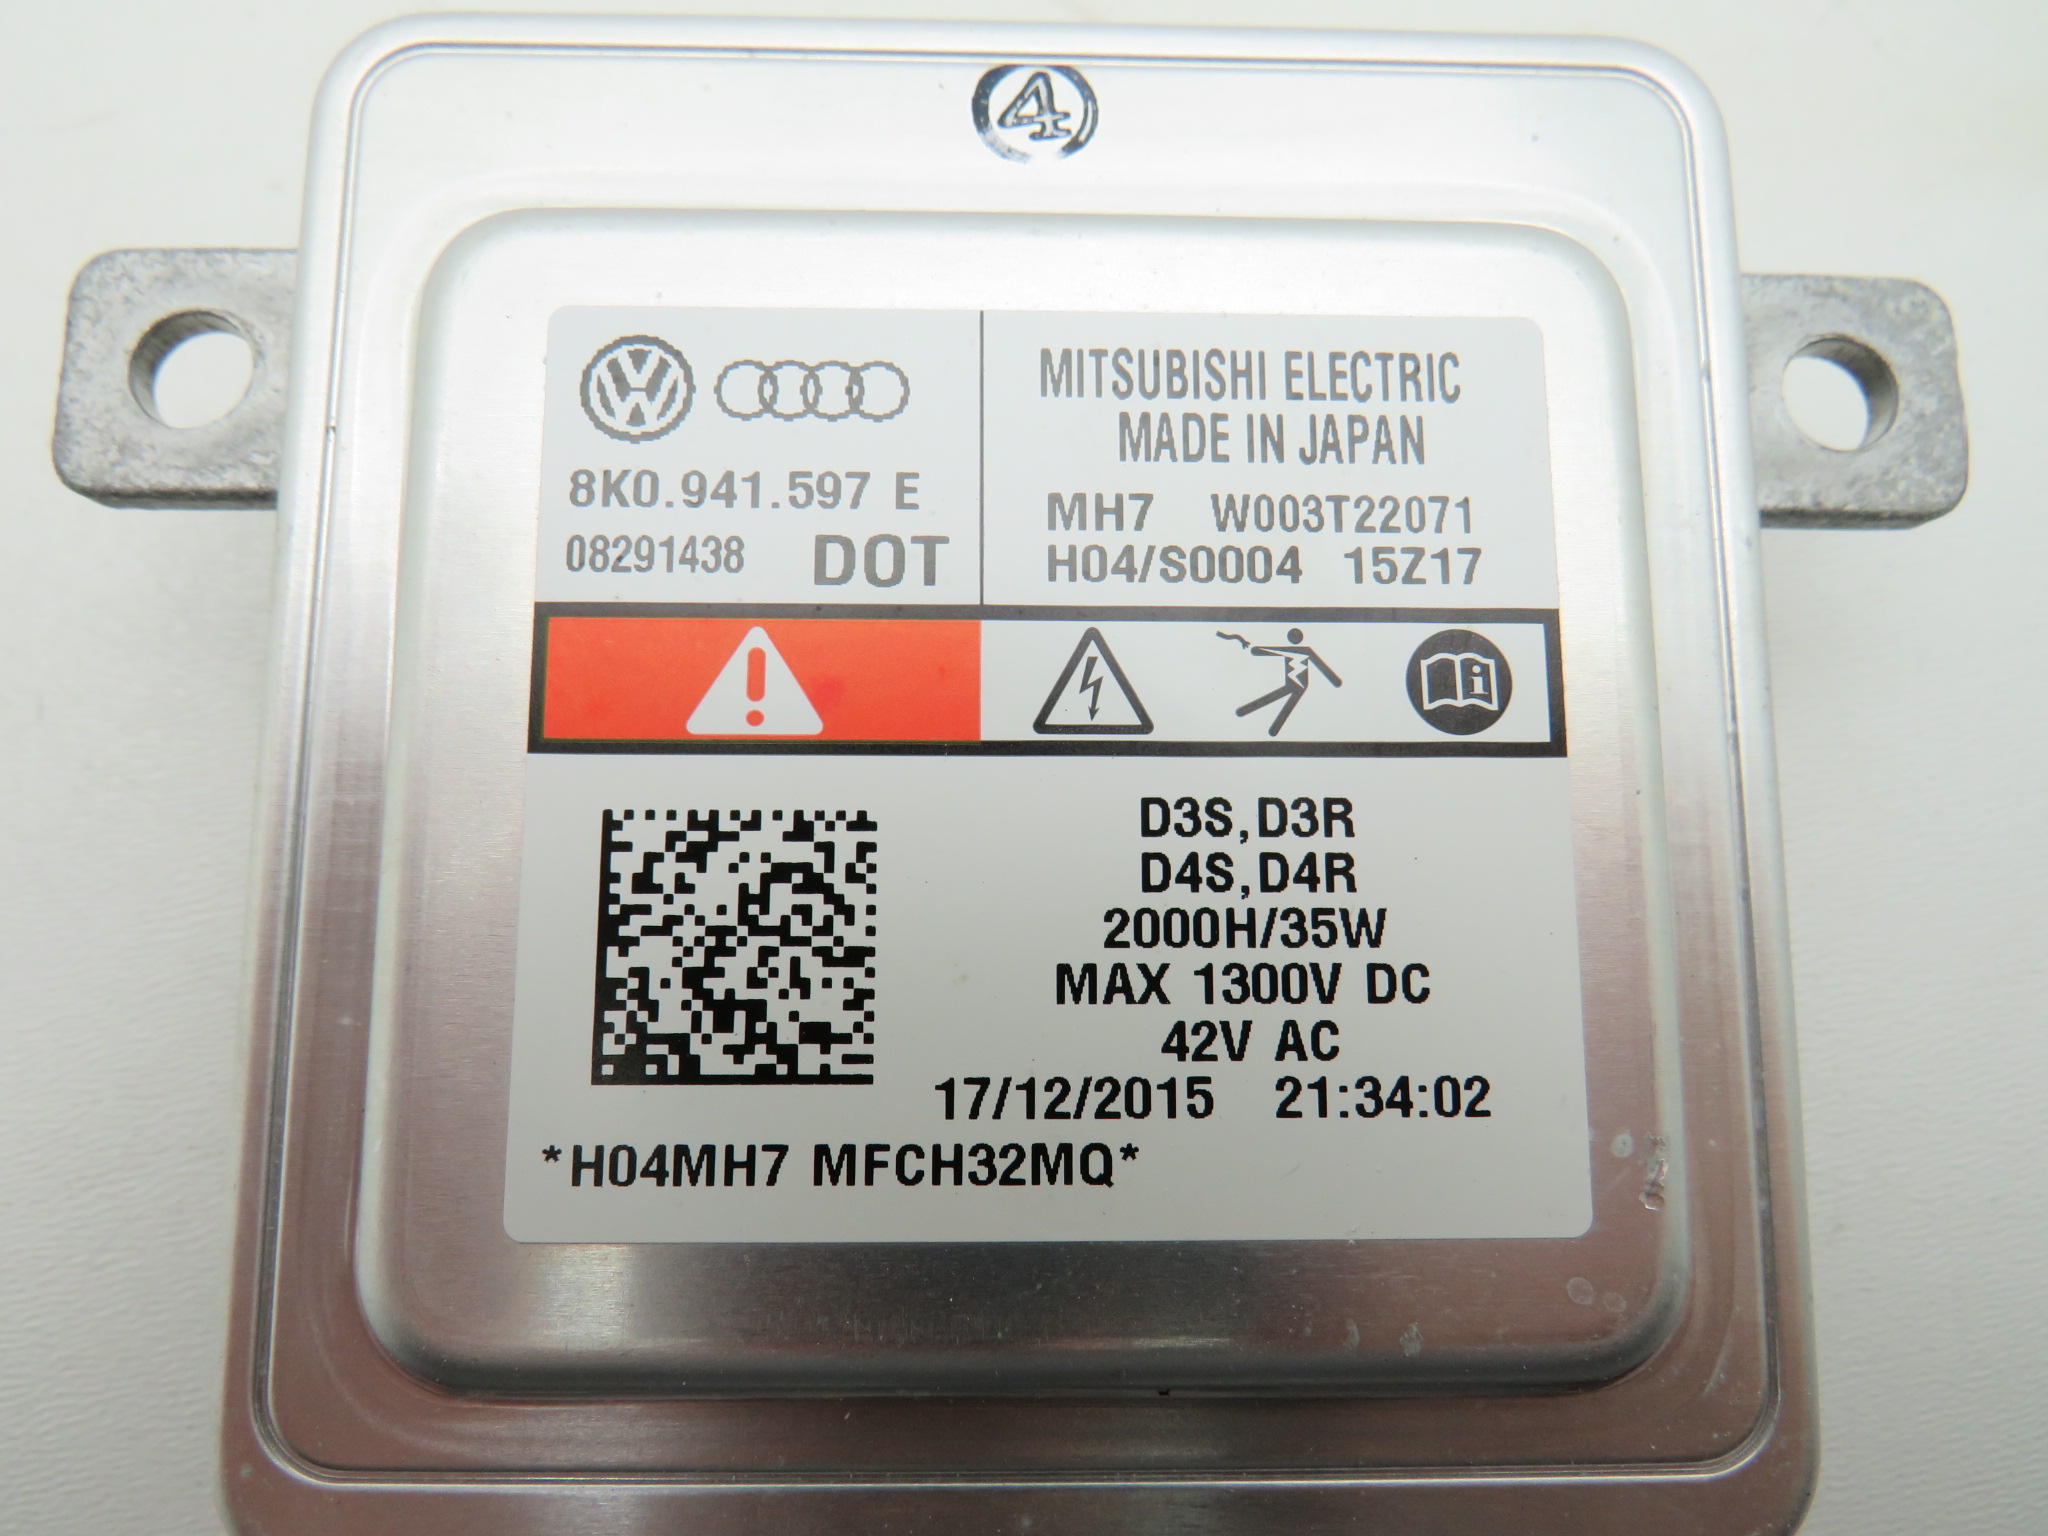 4
8K0.941.597 E
08291438 DOT
MITSUBISHI ELECTRIC
MADE IN JAPAN
MH7 W003T22071
H04/S0004 15Z17
D3S,D3R
D4S,D4R
2000H/35W
MAX 1300V DC
42V AC
17/12/2015 21:34:02
*H04MH7 MFCH32MQ*